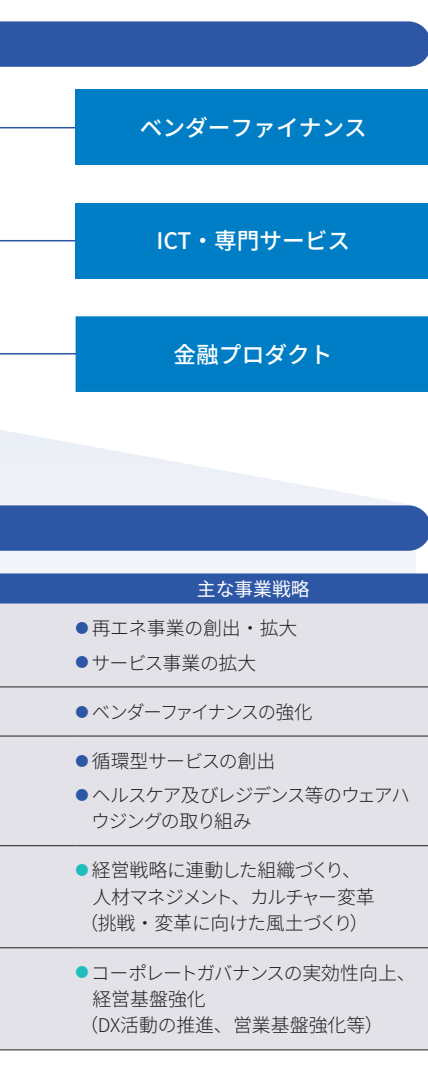 ベンダーファイナンス
ICT・専門サービス
金融プロダクト
主な事業戦略
●再エネ事業の創出・拡大
●サービス事業の拡大
●ベンダーファイナンスの強化
●循環型サービスの創出
●ヘルスケア及びレジデンス等のウェアハ
ウジングの取り組み
●経営戦略に連動した組織づくり、
人材マネジメント、カルチャー変革
（挑戦・変革に向けた風土づくり）
●コーポレートガバナンスの実効性向上、
経営基盤強化
（DX活動の推進、営業基盤強化等）